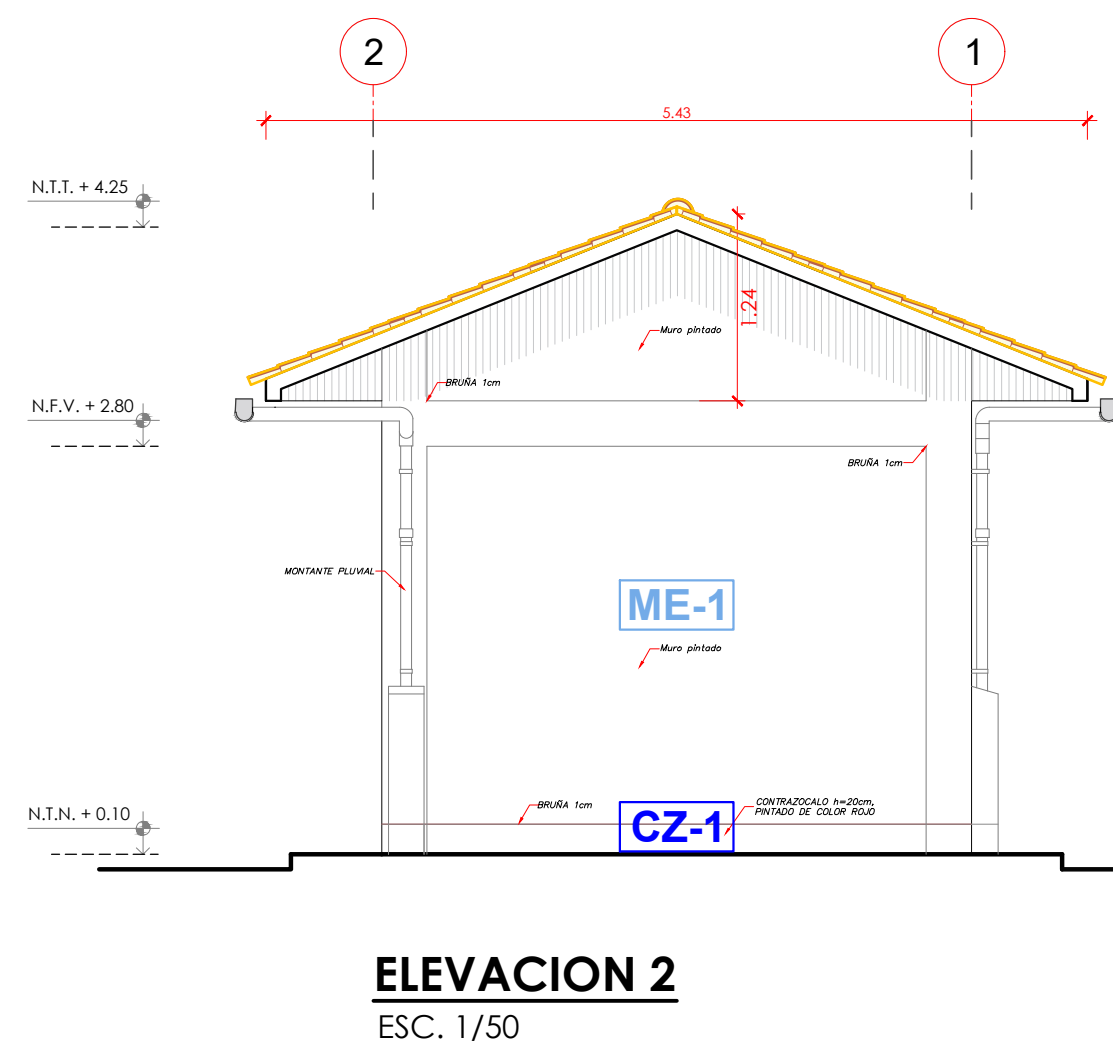 2
1
5.43
N.T.T. + 4.25
1.24
Muro pintado
BRUÑA 1cm
N.F.V. + 2.80
BRUÑA 1cm
MONTANTE PLUVIAL
ME-1
Muro pintado
N.T.N. + 0.10
BRUÑA 1cm
CZ-1
CONTRAZOCALO h=20cm,
PINTADO DE COLOR ROJO
ELEVACION 2
ESC. 1/50